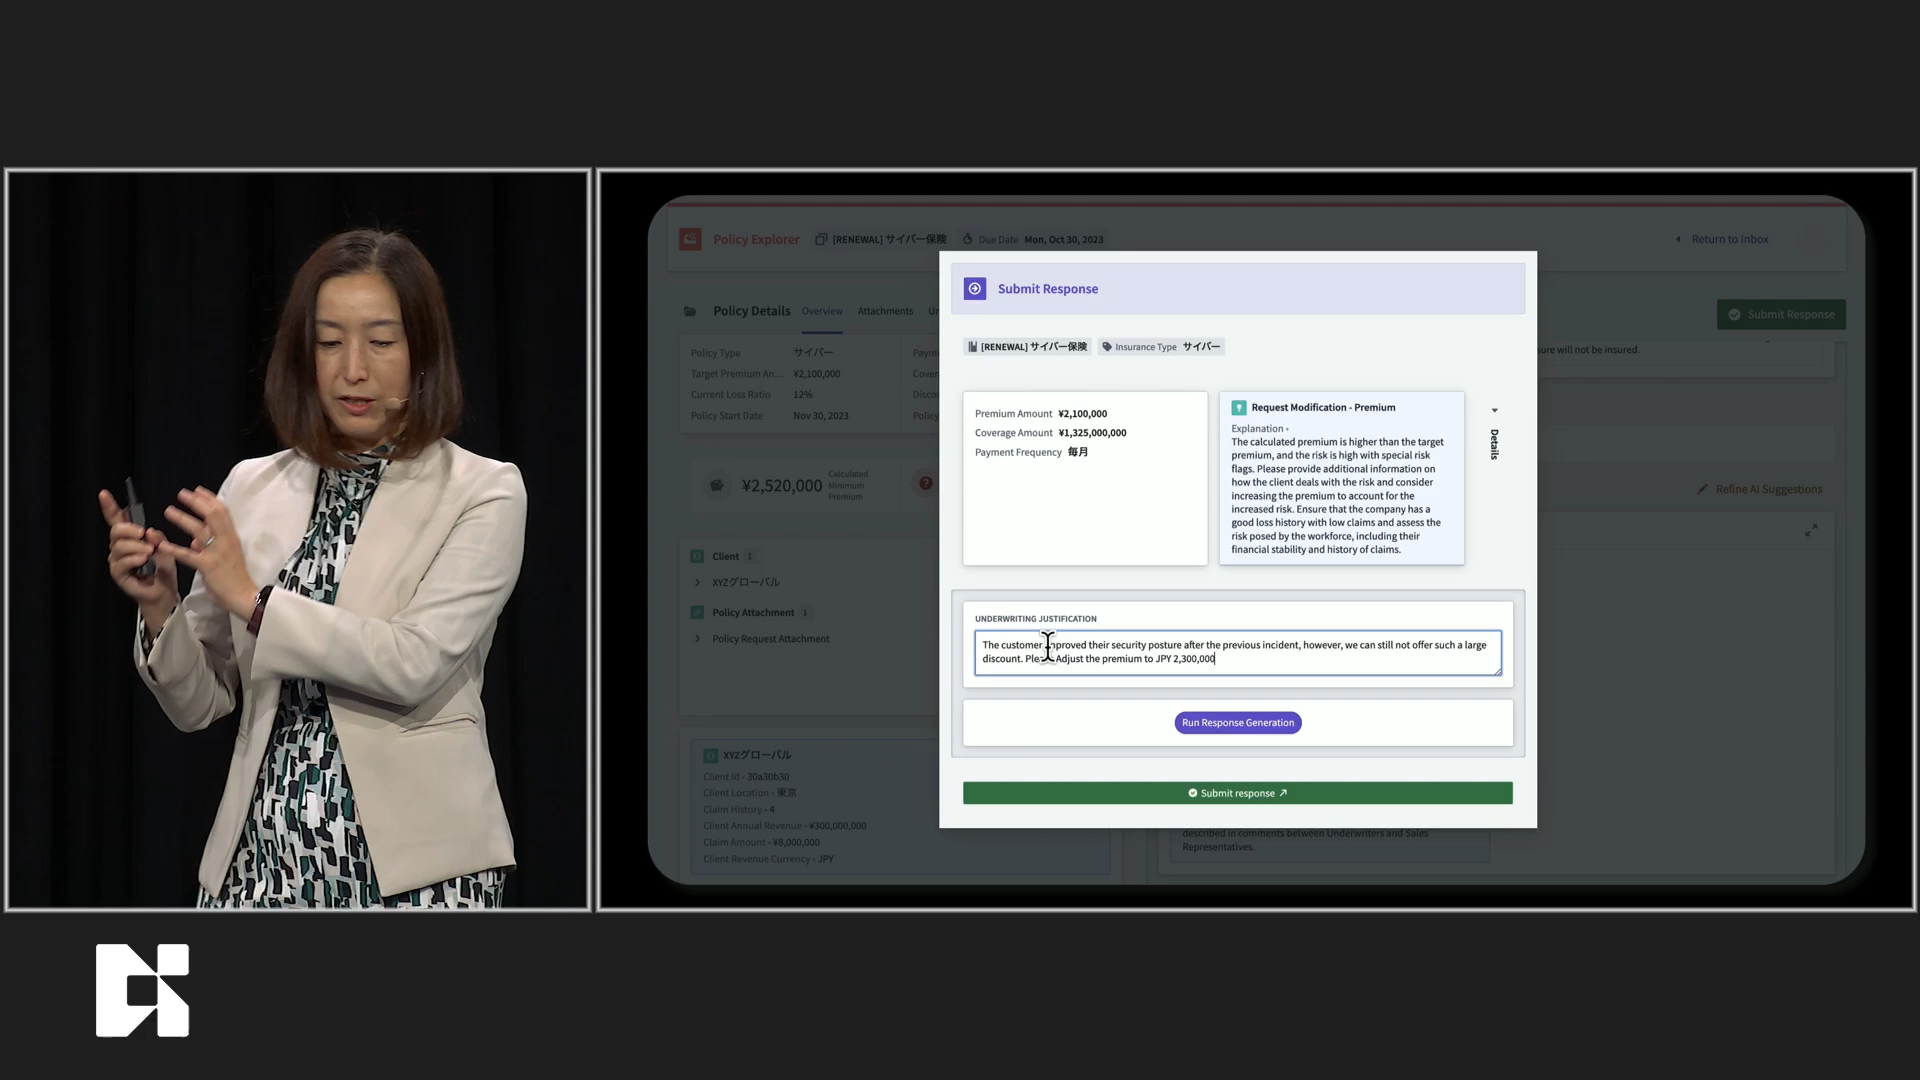 Policy Explorer
[RENEWAL] サイバー保険
Due Date Mon, Oct 30, 2023
Return to Inbox
Policy Details
Overview
Attachments
Submit Response
Policy Type サイバー
Target Premium An... ¥2,100,000
Current Loss Ratio 12%
Policy Start Date Nov 30, 2023
sure will not be insured.
¥2,520,000
Calculated
Minimum
Premium
Refine AI Suggestions
Client 1
XYZグローバル
Policy Attachment 1
Policy Request Attachment
XYZグローバル
Client Id - 30a30b30
Client Location - 東京
Claim History - 4
Client Annual Revenue - ¥300,000,000
Claim Amount - ¥8,000,000
Client Revenue Currency - JPY
Submit Response
[RENEWAL] サイバー保険
Insurance Type サイバー
Premium Amount ¥2,100,000
Coverage Amount ¥1,325,000,000
Payment Frequency 毎月
Request Modification - Premium
Explanation -
The calculated premium is higher than the target
premium, and the risk is high with special risk
flags. Please provide additional information on
how the client deals with the risk and consider
increasing the premium to account for the
increased risk. Ensure that the company has a
good loss history with low claims and assess the
risk posed by the workforce, including their
financial stability and history of claims.
Details
UNDERWRITING JUSTIFICATION
The customer improved their security posture after the previous incident, however, we can still not offer such a large
discount. Please Adjust the premium to JPY 2,300,000
Run Response Generation
Submit response
described in comments between Underwriters and Sales
Representatives.